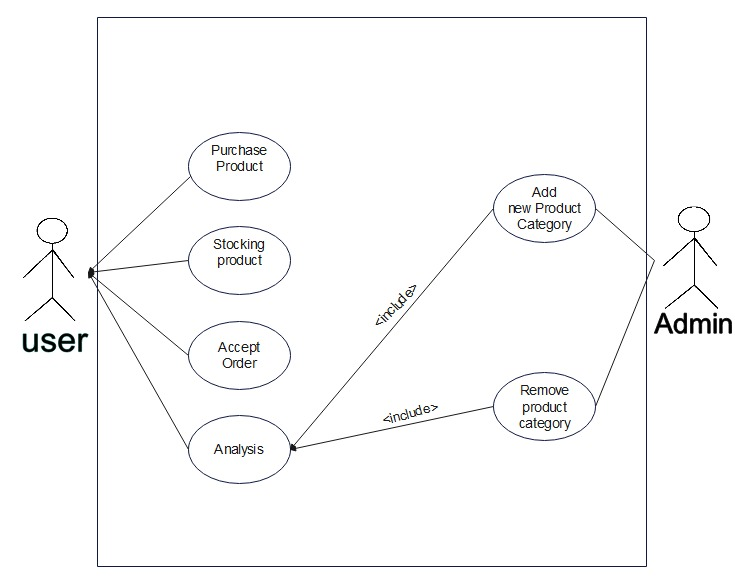 Purchase
Product
Stocking
product
Accept
Order
Analysis
user
<include>
<include>
Add
new Product
Category
Remove
product
category
Admin